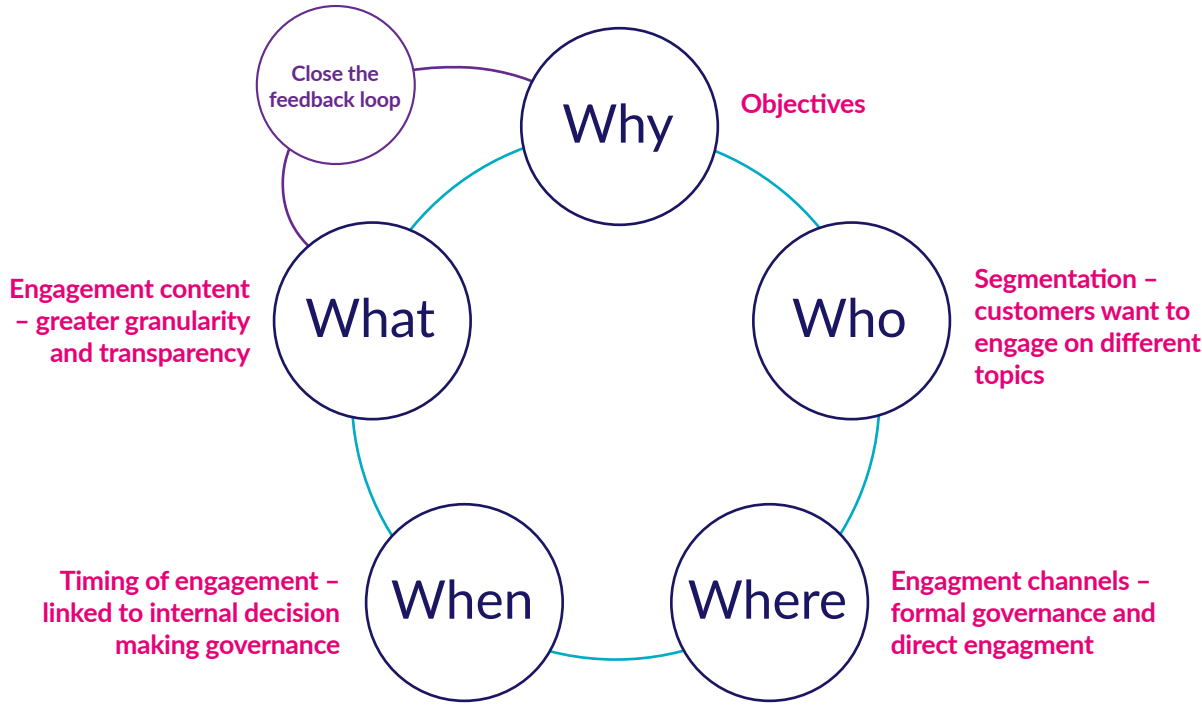 Close the
feedback loop
Why
Objectives
Who
Segmentation –
customers want to
engage on different
topics
Where
Engagment channels –
formal governance and
direct engagment
When
Timing of engagement –
linked to internal decision
making governance
What
Engagement content
– greater granularity
and transparency